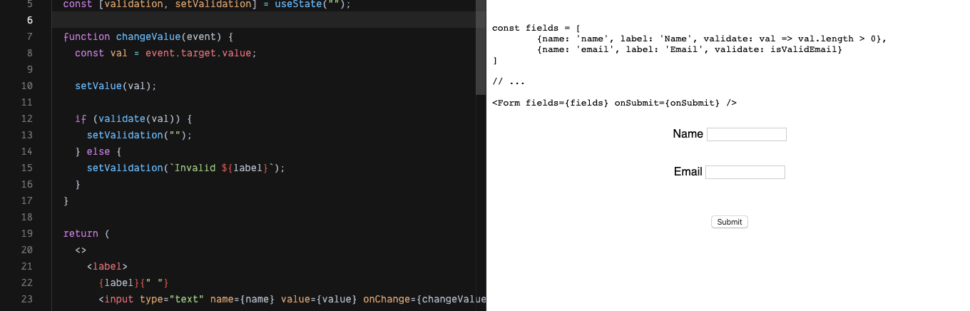 5 const [validation, setValidation] = useState("");
6
7 function changeValue(event) {
8 const val = event.target.value;
9
10 setValue(val);
11
12 if (validate(val)) {
13 setValidation("");
14 } else {
15 setValidation(`Invalid ${label}`);
16 }
17 }
18
19 return (
20 <>
21 <label>
22 {label}{" "}
23 <input type="text" name={name} value={value} onChange={changeValue
const fields = [
{name: 'name', label: 'Name', validate: val => val.length > 0},
{name: 'email', label: 'Email', validate: isValidEmail}
]
// ...
<Form fields={fields} onSubmit={onSubmit} />
Name
Email
Submit